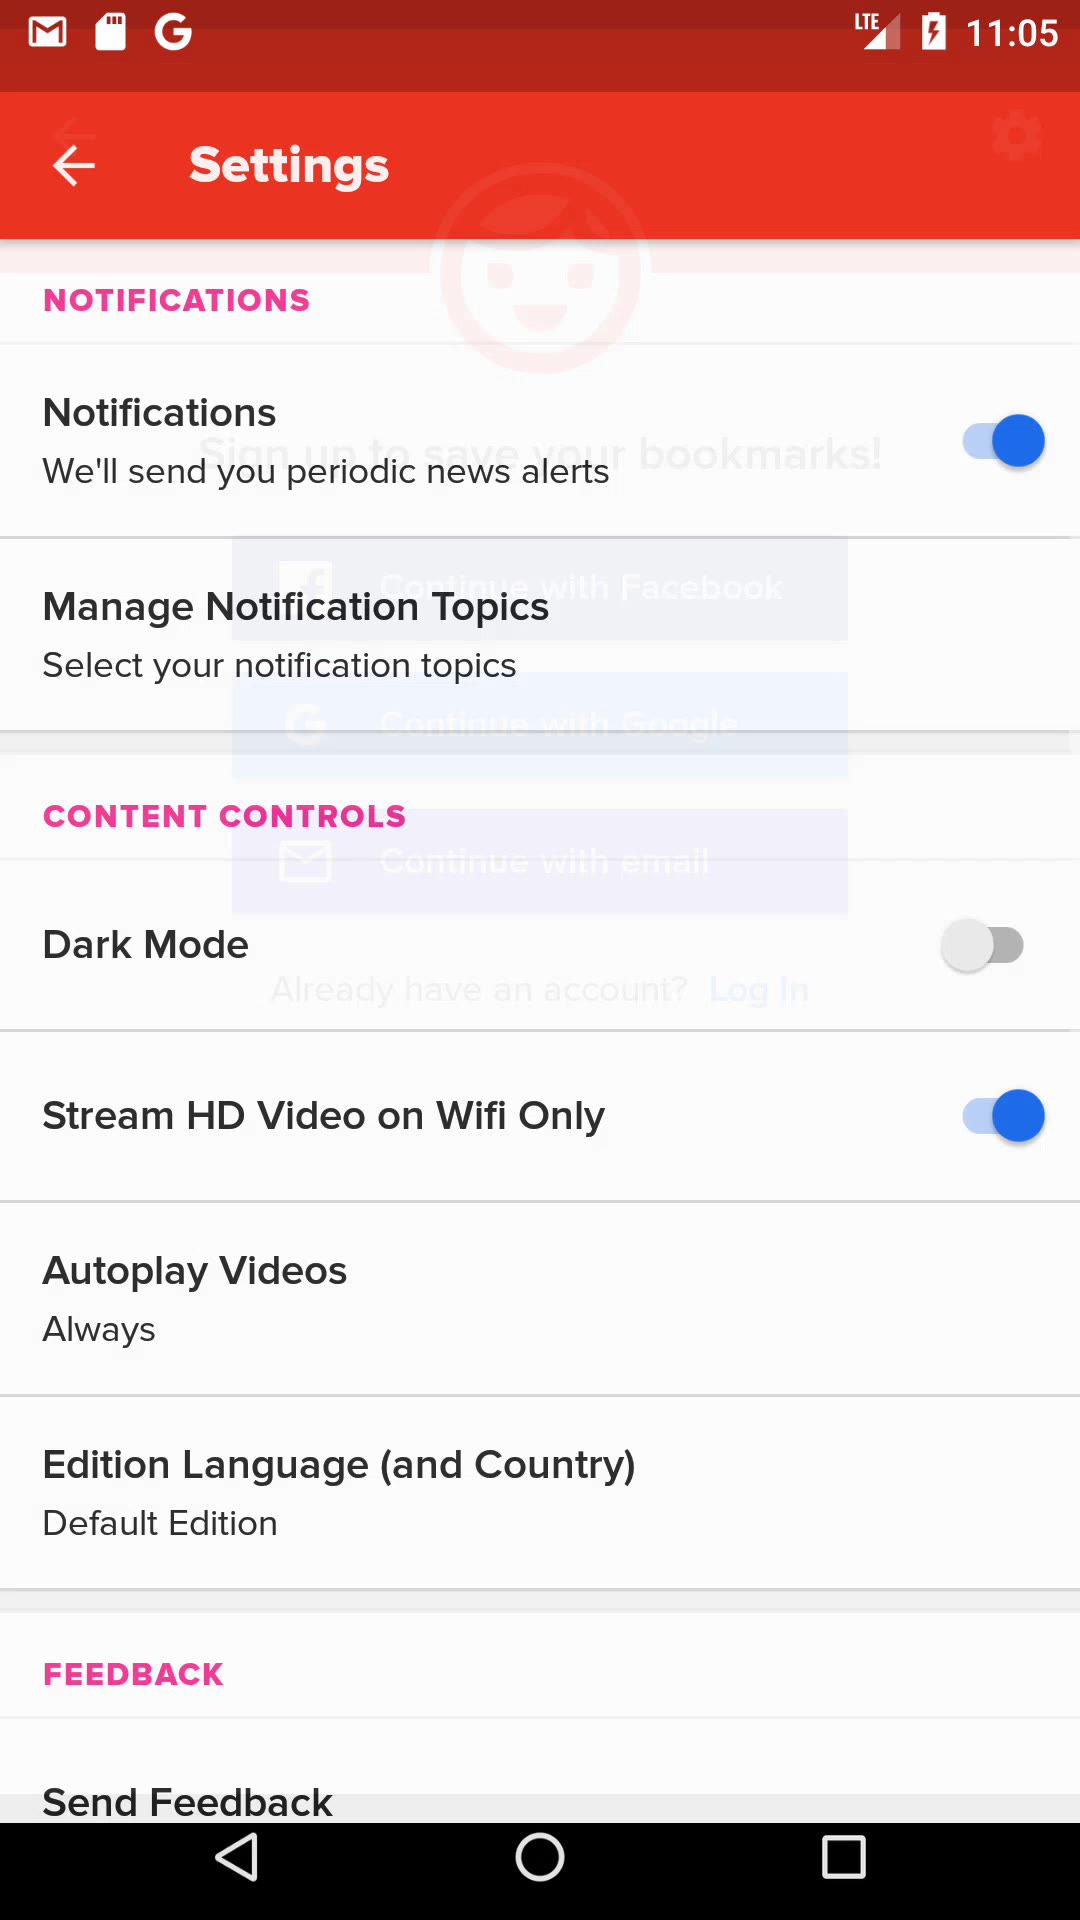 LTE 11:05
Settings
NOTIFICATIONS
Notifications
Sign up to save your bookmarks!
We'll send you periodic news alerts
Continue with Facebook
Manage Notification Topics
Select your notification topics
Continue with Google
CONTENT CONTROLS
Continue with email
Dark Mode
Already have an account? Log In
Stream HD Video on Wifi Only
Autoplay Videos
Always
Edition Language (and Country)
Default Edition
FEEDBACK
Send Feedback